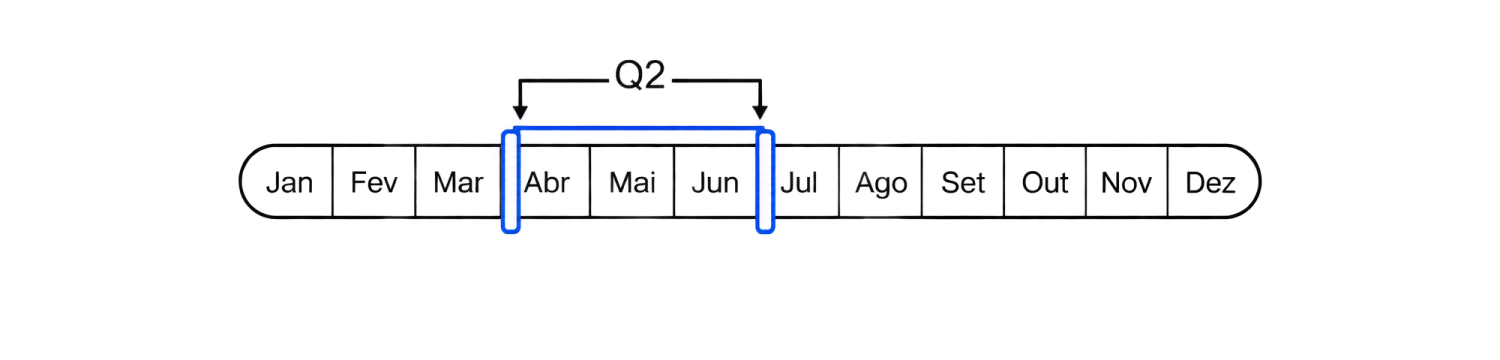 Q2
Jan Fev Mar Abr Mai Jun Jul Ago Set Out Nov Dez